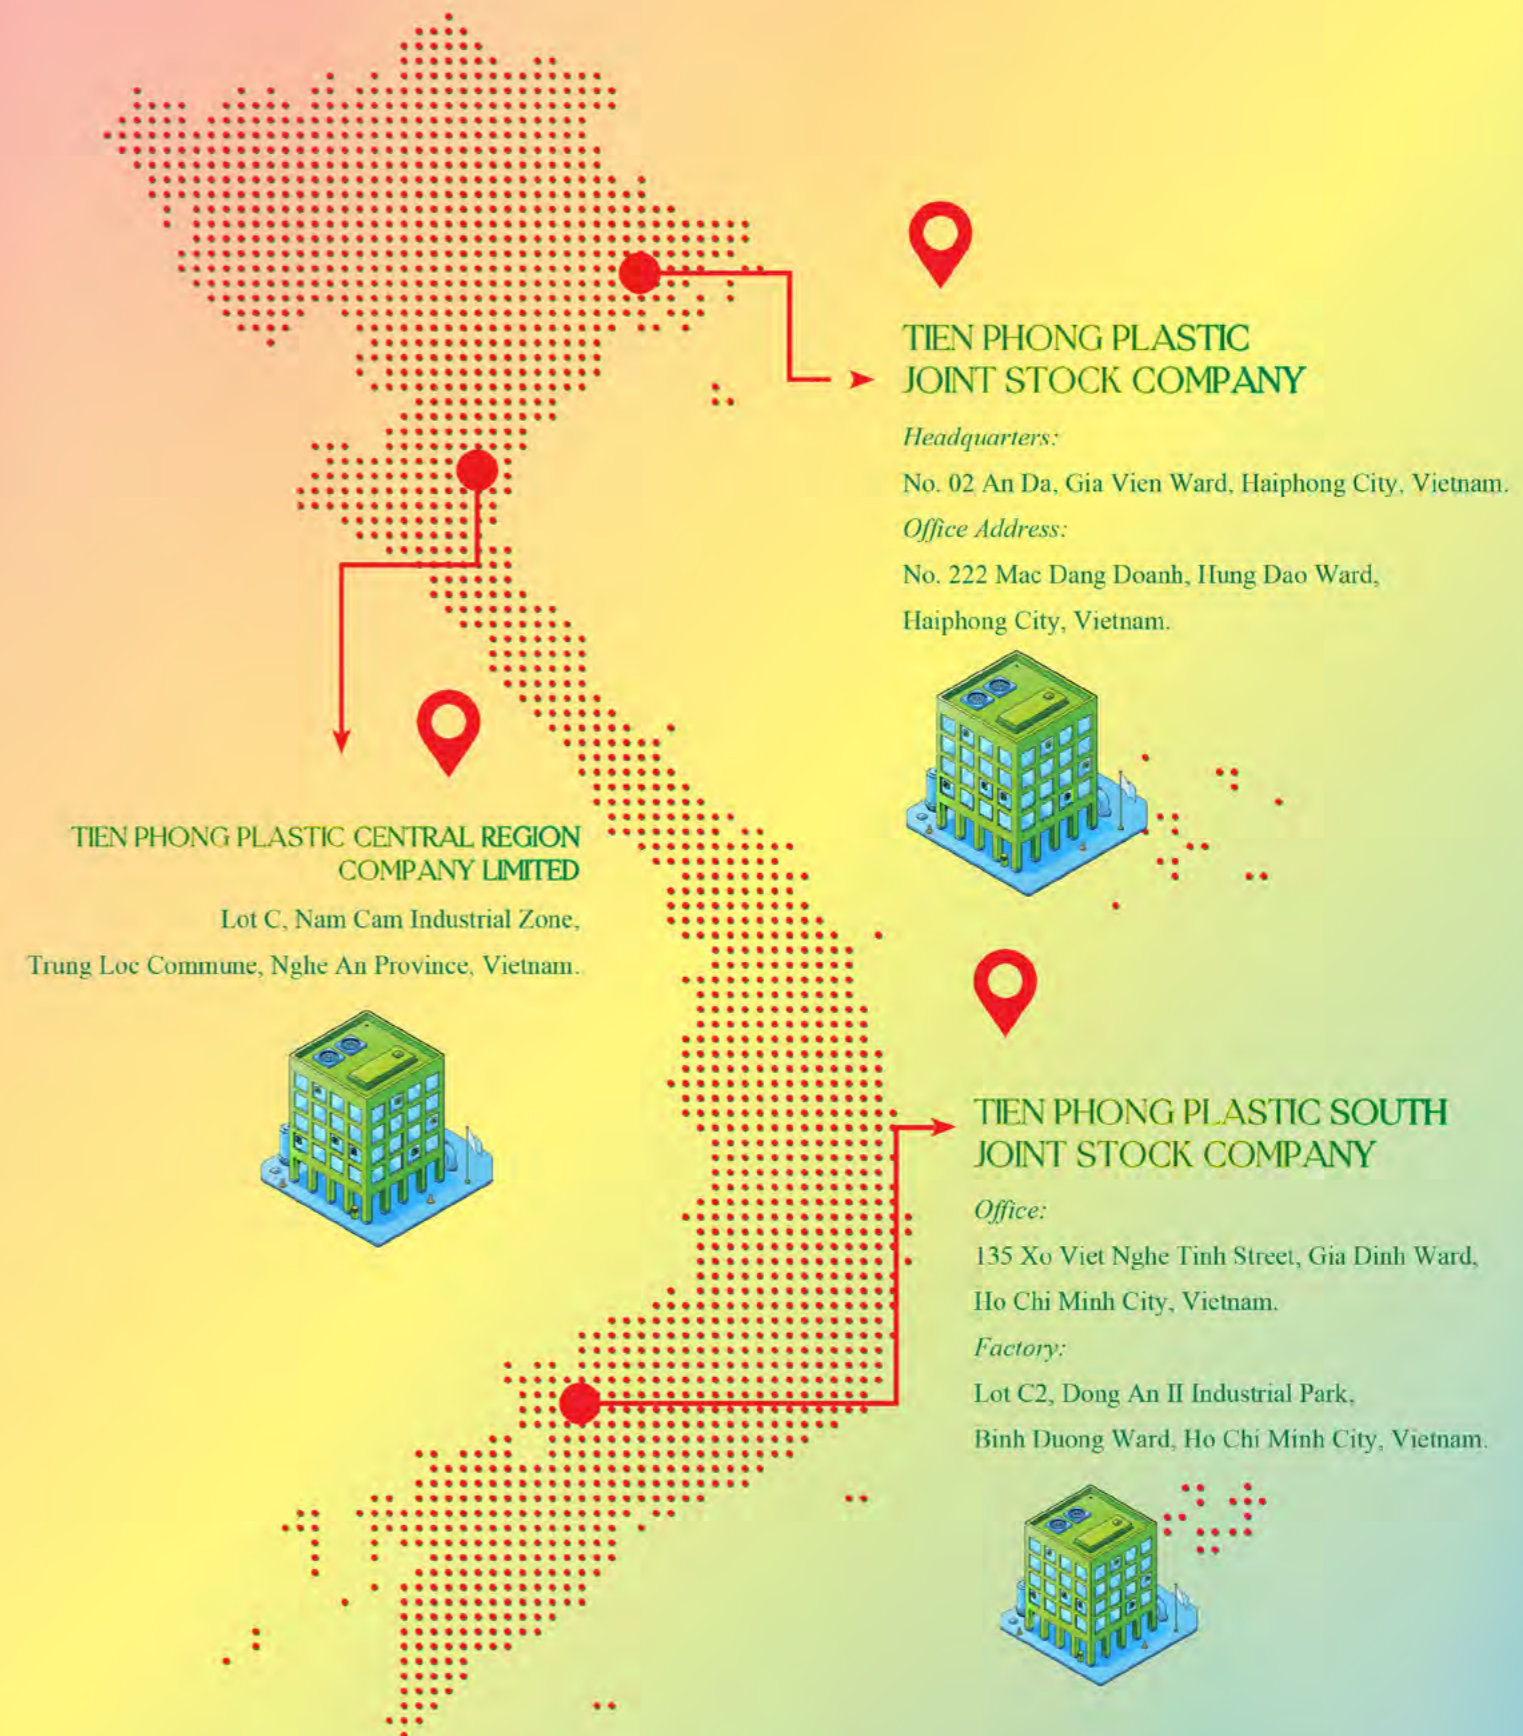 TIEN PHONG PLASTIC
JOINT STOCK COMPANY
Headquarters:
No. 02 An Da, Gia Vien Ward, Haiphong City, Vietnam.
Office Address:
No. 222 Mac Dang Doanh, Hung Dao Ward,
Haiphong City, Vietnam.
TIEN PHONG PLASTIC CENTRAL REGION
COMPANY LIMITED
Lot C, Nam Cam Industrial Zone,
Trung Loc Commune, Nghe An Province, Vietnam.
TIEN PHONG PLASTIC SOUTH
JOINT STOCK COMPANY
Office:
135 Xo Viet Nghe Tinh Street, Gia Dinh Ward,
Ho Chi Minh City, Vietnam.
Factory:
Lot C2, Dong An II Industrial Park,
Binh Duong Ward, Ho Chi Minh City, Vietnam.